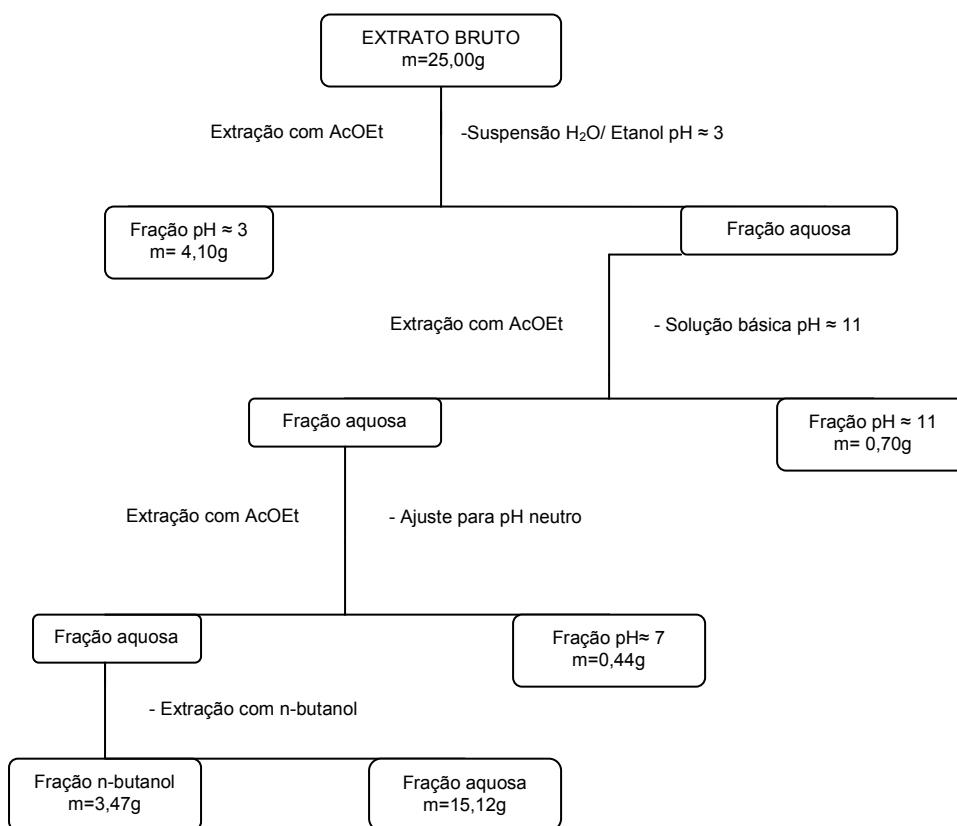 EXTRATO BRUTO
m=25,00g
Extração com AcOEt
-Suspensão H₂O/ Etanol pH ≈ 3
Fração pH ≈ 3
m= 4,10g
Fração aquosa
Extração com AcOEt
- Solução básica pH ≈ 11
Fração aquosa
Fração pH ≈ 11
m= 0,70g
Extração com AcOEt
- Ajuste para pH neutro
Fração aquosa
Fração pH≈ 7
m=0,44g
- Extração com n-butanol
Fração n-butanol
m=3,47g
Fração aquosa
m=15,12g